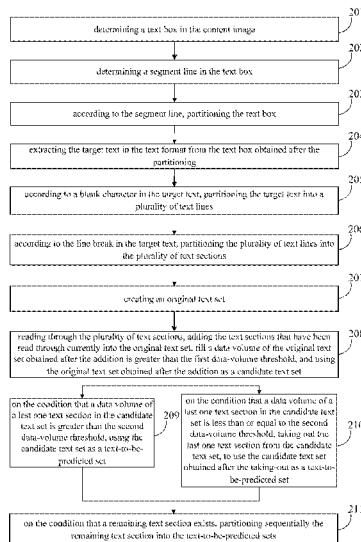 201
determining a text box in the content image
202
determining a segment line in the text box
203
according to the segment line, partitioning the text box
204
extracting the target text in the text format from the text box obtained after the
partitioning
205
according to a blank character in the target text, partitioning the target text into a
plurality of text lines
206
according to the line break in the target text, partitioning the plurality of text lines into
the plurality of text sections
207
creating an original text set
208
reading through the plurality of text sections, adding the text sections that have been
read through currently into the original text set, till a data volume of the original text
set obtained after the addition is greater than the first data-volume threshold, and using
the original text set obtained after the addition as a candidate text set
on the condition that a data volume of
a last one text section in the candidate
text set is greater than the second
data-volume threshold, using the
candidate text set as a text-to-be-
predicted set
209
on the condition that a data volume of a
last one text section in the candidate text
set is less than or equal to the second
data-volume threshold, taking out the
last one text section from the candidate
text set, to use the candidate text set
obtained after the taking-out as a text-to-
be-predicted set
210
211
on the condition that a remaining text section exists, partitioning sequentially the
remaining text section into the text-to-be-predicted sets